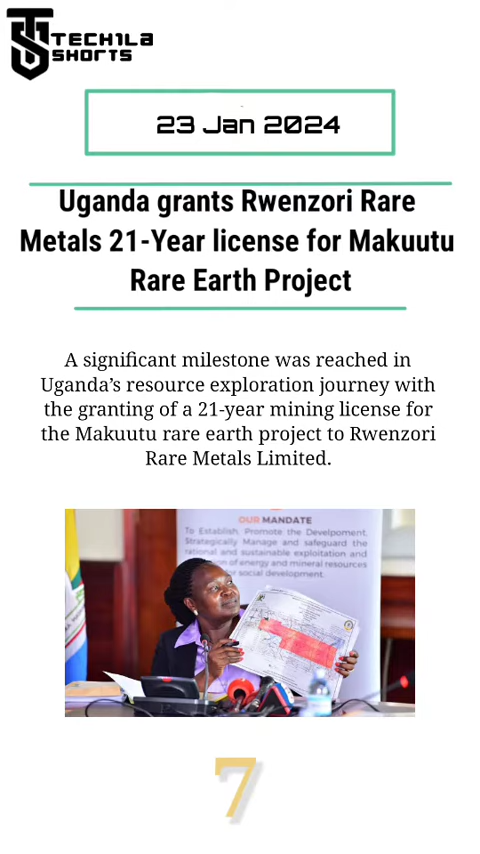 TECH1LA
SHORTS
23 Jan 2024
Uganda grants Rwenzori Rare
Metals 21-Year license for Makuutu
Rare Earth Project
A significant milestone was reached in
Uganda’s resource exploration journey with
the granting of a 21-year mining license for
the Makuutu rare earth project to Rwenzori
Rare Metals Limited.
OUR MANDATE
To Establish, Promote the Development,
Strategically Manage and safeguard the
rational and sustainable exploitation and
of energy and mineral resources
social development.
7